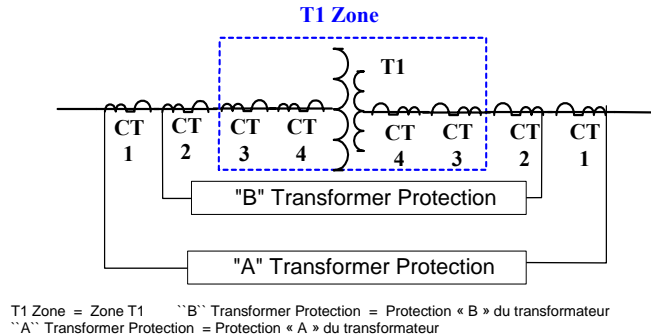 T1 Zone
T1
CT CT CT CT CT CT CT CT
1 2 3 4 4 3 2 1
"B" Transformer Protection
"A" Transformer Protection
T1 Zone = Zone T1 ``B`` Transformer Protection = Protection « B » du transformateur
``A`` Transformer Protection = Protection « A » du transformateur